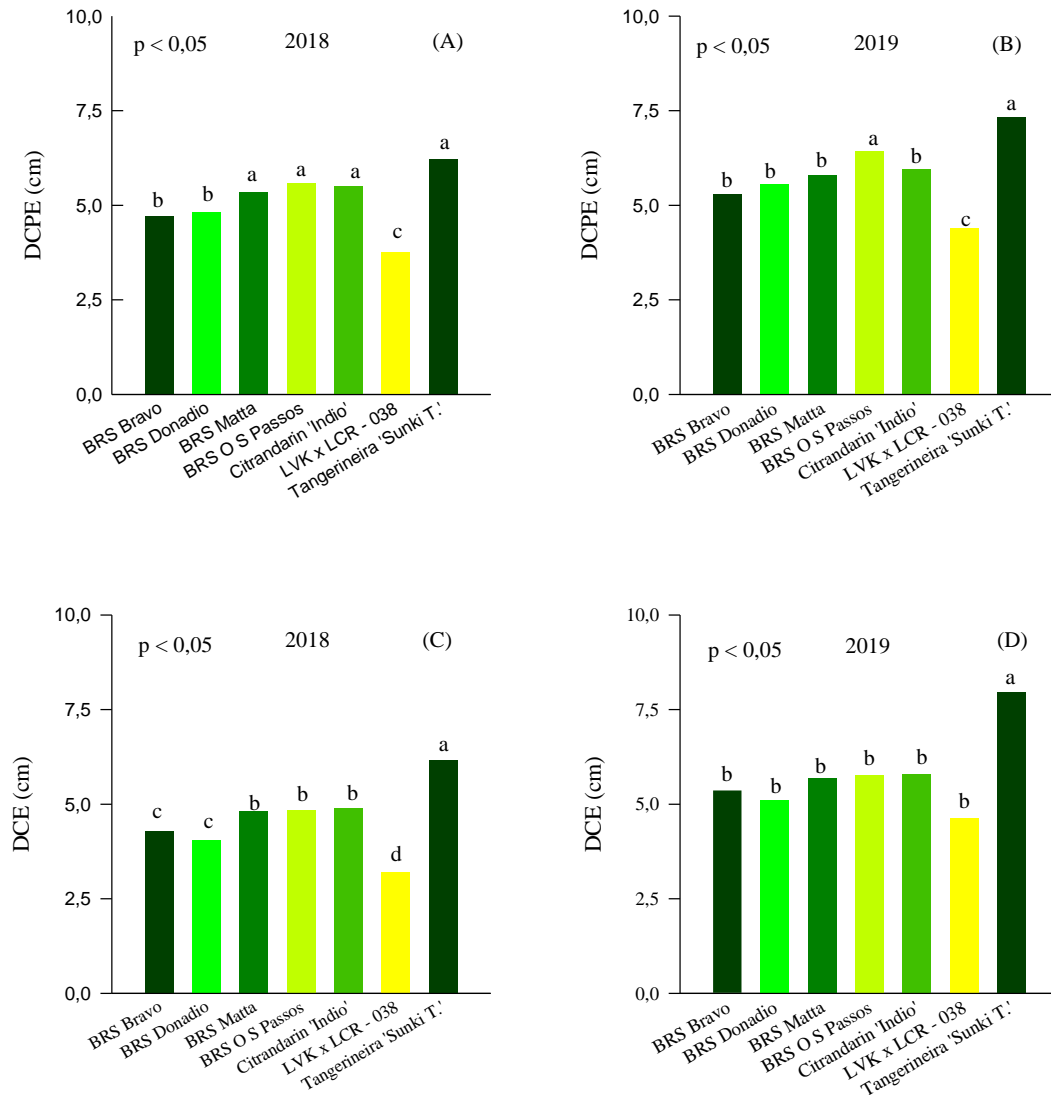 p < 0,05 2018 (A)
10,0
7,5
5,0
2,5
0,0
DCPE (cm)
b
b
a
a
a
c
a
BRS Bravo
BRS Donadio
BRS Matta
BRS O S Passos
Citrandarin 'Indio'
LVK x LCR - 038
Tangerineira 'Sunki T.'
p < 0,05 2019 (B)
10,0
7,5
5,0
2,5
0,0
DCPE (cm)
b
b
b
a
b
c
a
BRS Bravo
BRS Donadio
BRS Matta
BRS O S Passos
Citrandarin 'Indio'
LVK x LCR - 038
Tangerineira 'Sunki T.'
p < 0,05 2018 (C)
10,0
7,5
5,0
2,5
0,0
DCE (cm)
c
c
b
b
b
d
a
BRS Bravo
BRS Donadio
BRS Matta
BRS O S Passos
Citrandarin 'Indio'
LVK x LCR - 038
Tangerineira 'Sunki T.'
p < 0,05 2019 (D)
10,0
7,5
5,0
2,5
0,0
DCE (cm)
b
b
b
b
b
b
a
BRS Bravo
BRS Donadio
BRS Matta
BRS O S Passos
Citrandarin 'Indio'
LVK x LCR - 038
Tangerineira 'Sunki T.'